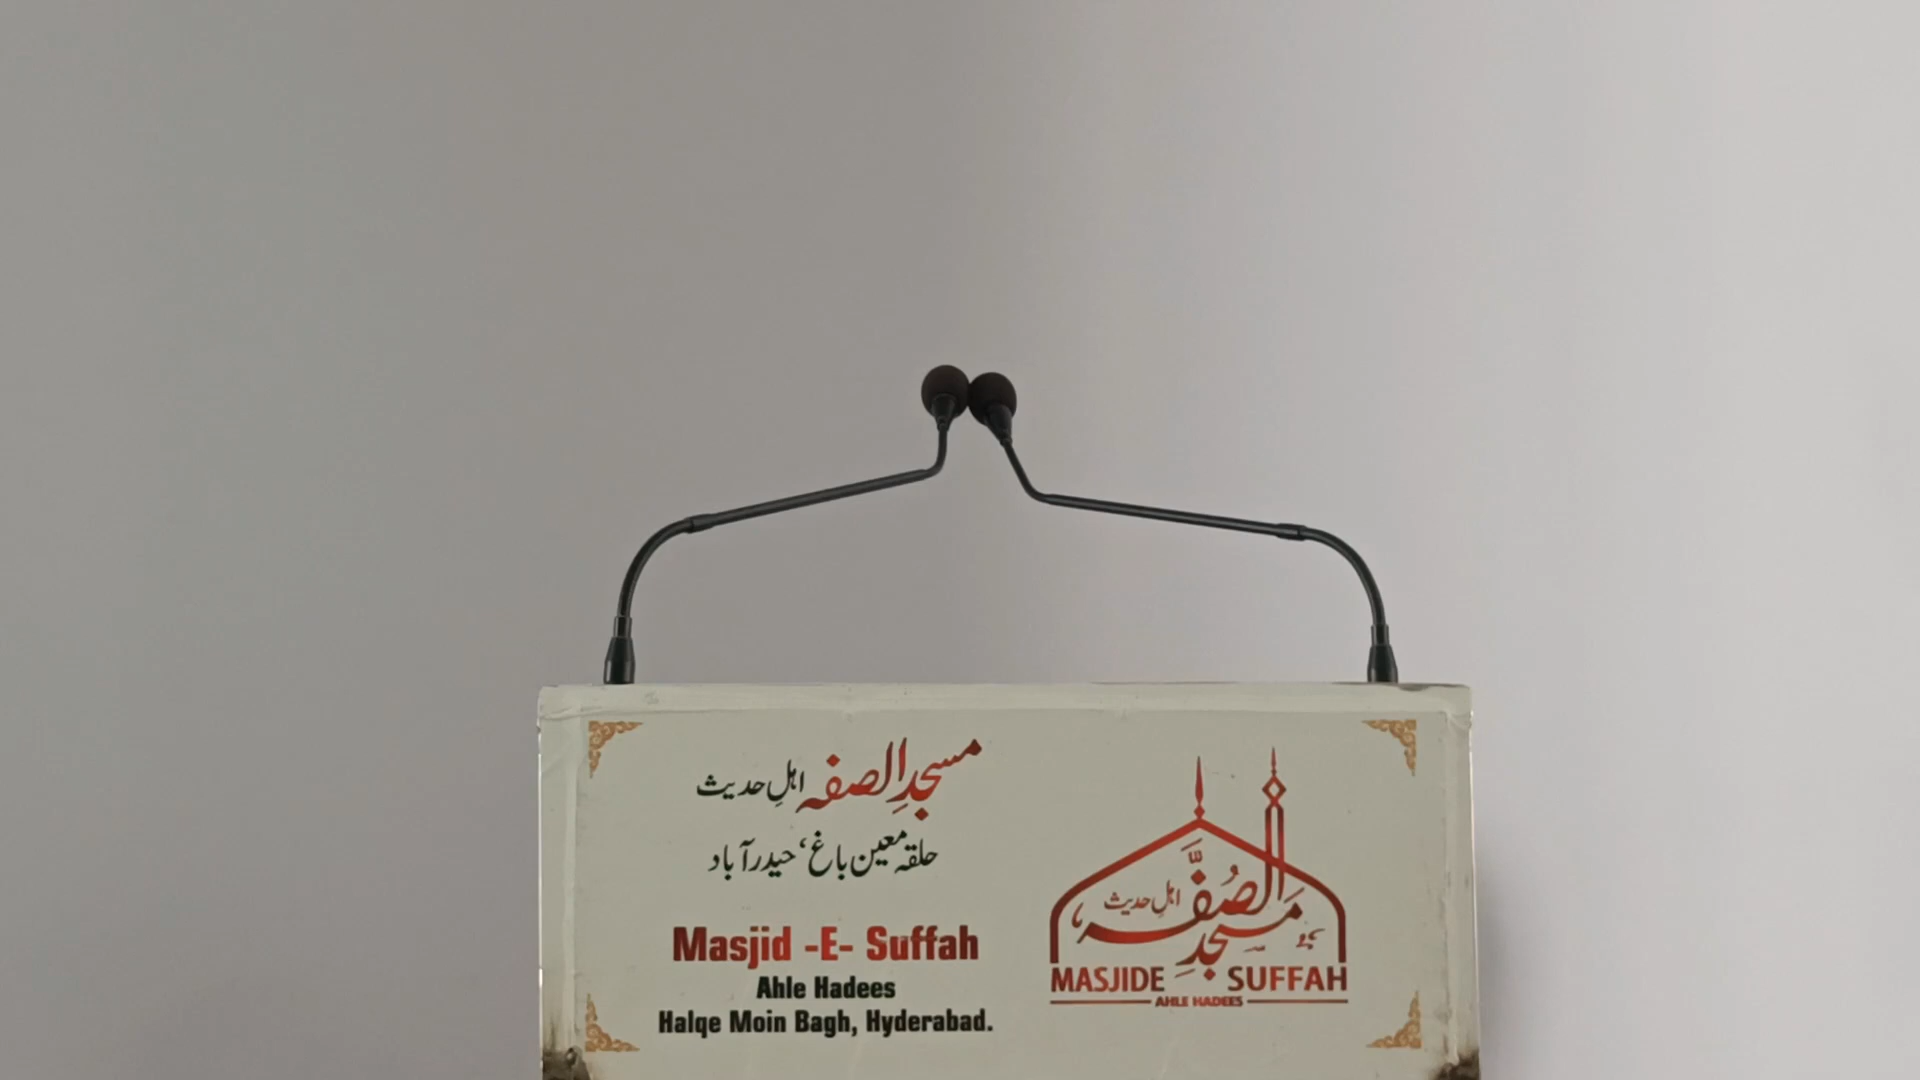 مسجدِ الصفہ اہلِ حدیث
حلقہ معین باغ، حیدرآباد
Masjid -E- Suffah
Ahle Hadees
Halqe Moin Bagh, Hyderabad.
مسجد الصُفَّہ
اہلِ حدیث
MASJIDE SUFFAH
AHLE HADEES